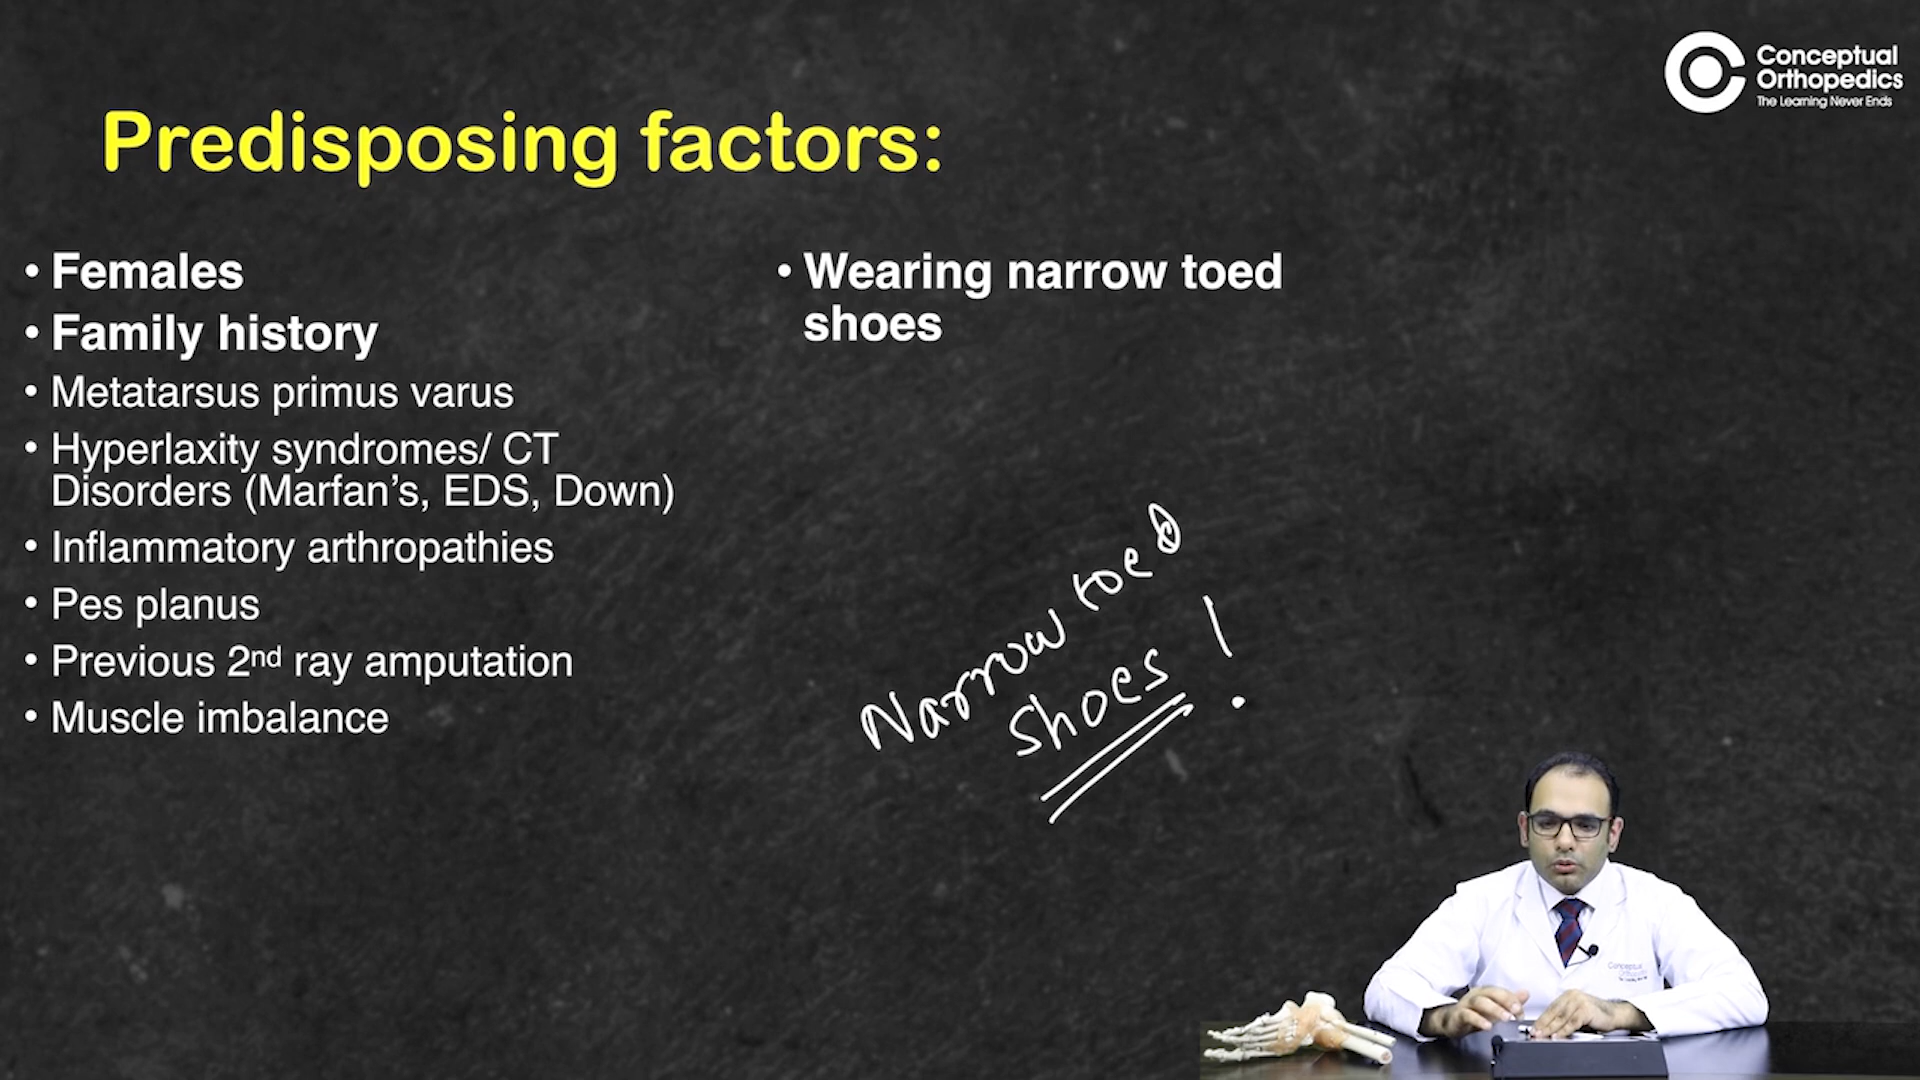 Conceptual
Orthopedics
The Learning Never Ends
Predisposing factors:
• Females
• Family history
• Metatarsus primus varus
• Hyperlaxity syndromes/ CT
Disorders (Marfan’s, EDS, Down)
• Inflammatory arthropathies
• Pes planus
• Previous 2nd ray amputation
• Muscle imbalance
• Wearing narrow toed
shoes
Narrow toed
shoes !
Conceptual